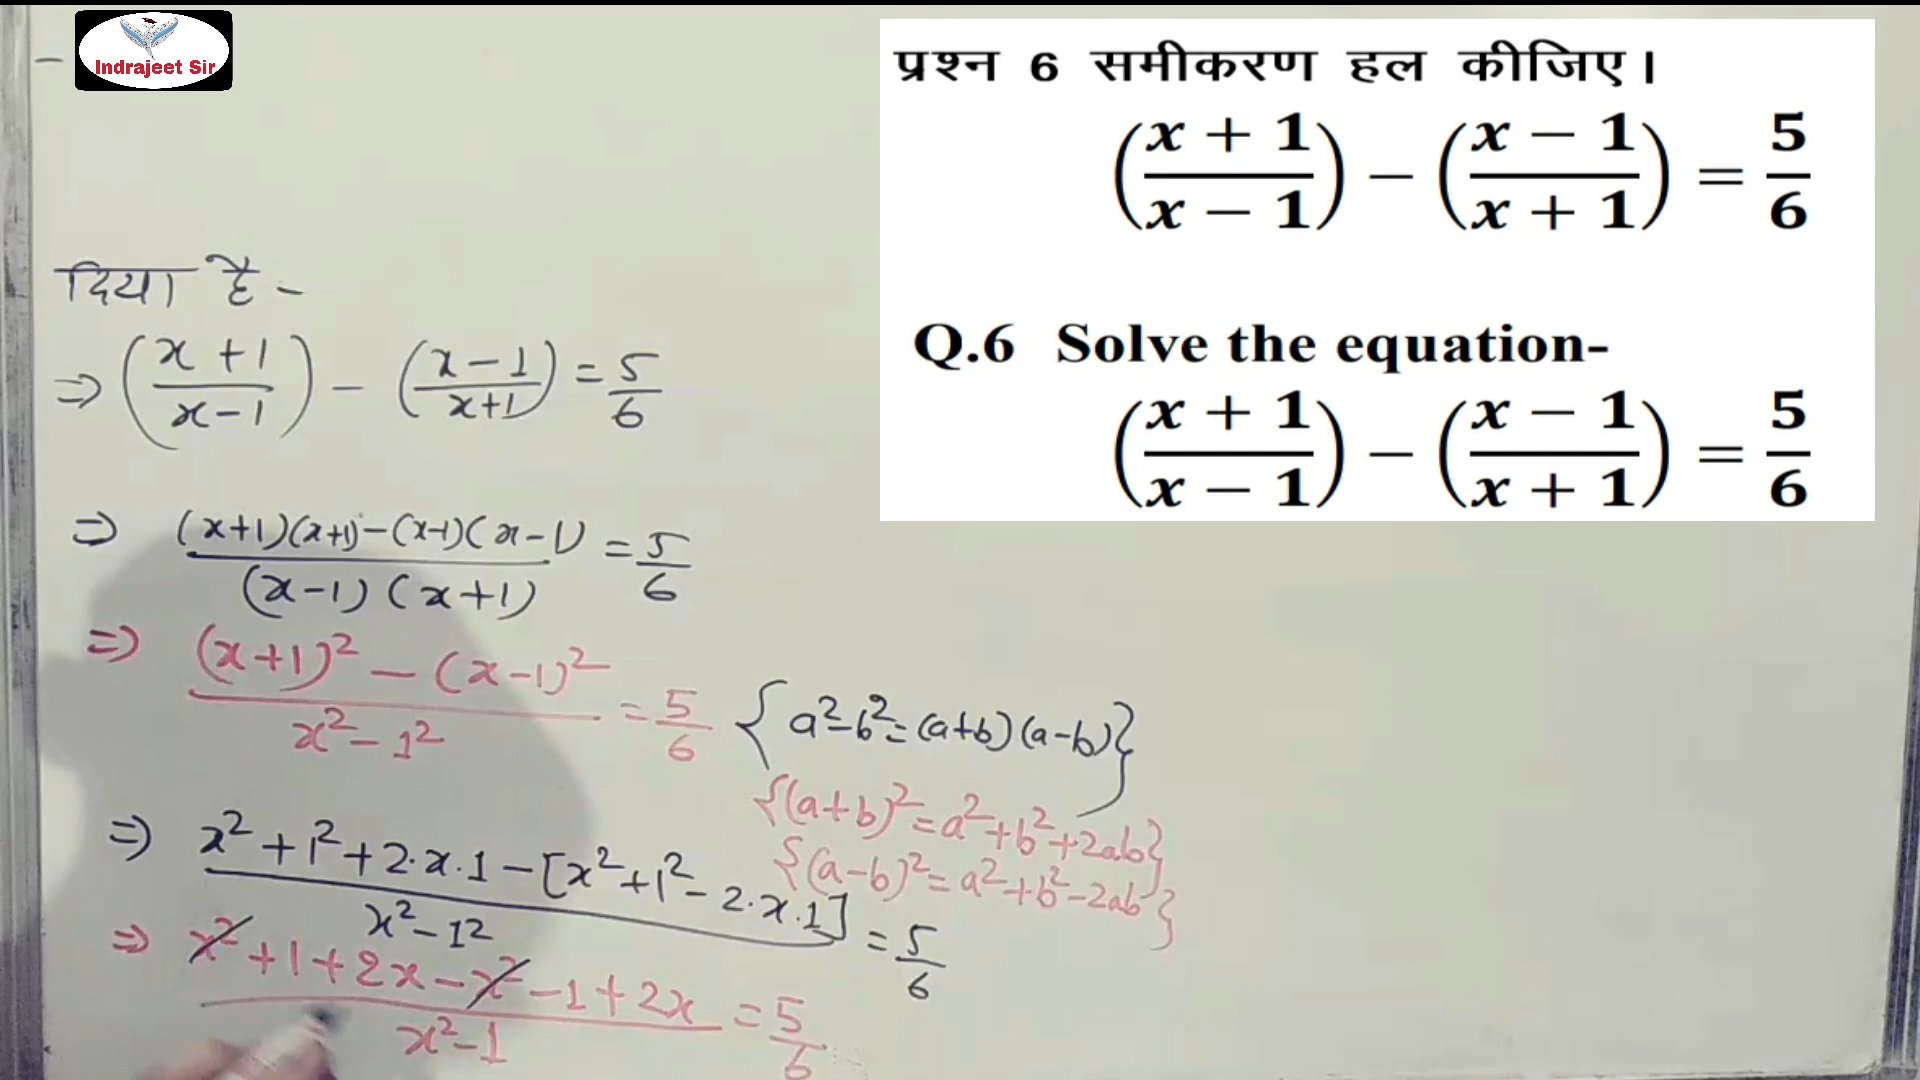 Indrajeet Sir
प्रश्न 6 समीकरण हल कीजिए।
(x + 1 / x − 1) − (x − 1 / x + 1) = 5/6
Q.6 Solve the equation-
(x + 1 / x − 1) − (x − 1 / x + 1) = 5/6
दिया है -
⇒ (x + 1 / x - 1) - (x - 1 / x + 1) = 5/6
⇒ (x+1)(x+1) - (x-1)(x-1) / (x-1)(x+1) = 5/6
⇒ (x+1)² - (x-1)² / x² - 1² = 5/6 {a²-b² = (a+b)(a-b)}
{(a+b)² = a²+b²+2ab}
{(a-b)² = a²+b²-2ab}
⇒ x² + 1² + 2·x·1 - [x² + 1² - 2·x·1] / x² - 1² = 5/6
⇒ x² + 1 + 2x - x² - 1 + 2x / x² - 1 = 5/6